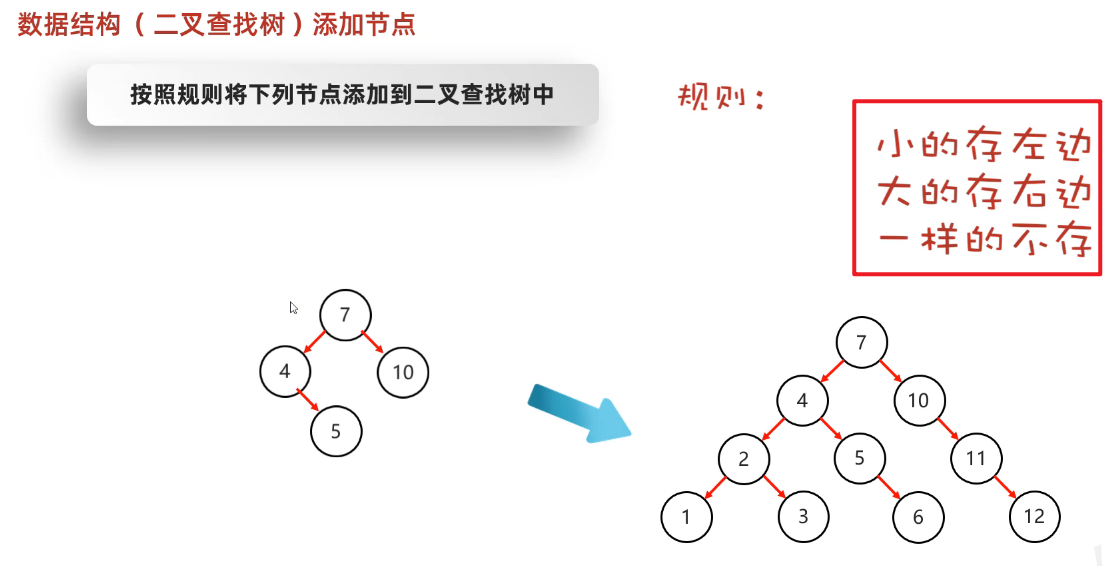 数据结构（二叉查找树）添加节点
按照规则将下列节点添加到二叉查找树中
规则：
小的存左边
大的存右边
一样的不存
7
4
10
5
7
4
10
2
5
11
1
3
6
12